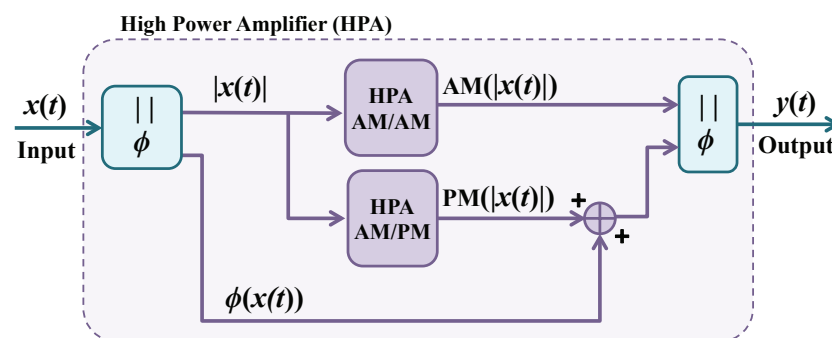 High Power Amplifier (HPA)
x(t)
Input
| |
ϕ
|x(t)|
HPA
AM/AM
AM(|x(t)|)
HPA
AM/PM
PM(|x(t)|)
+
+
ϕ(x(t))
| |
ϕ
y(t)
Output